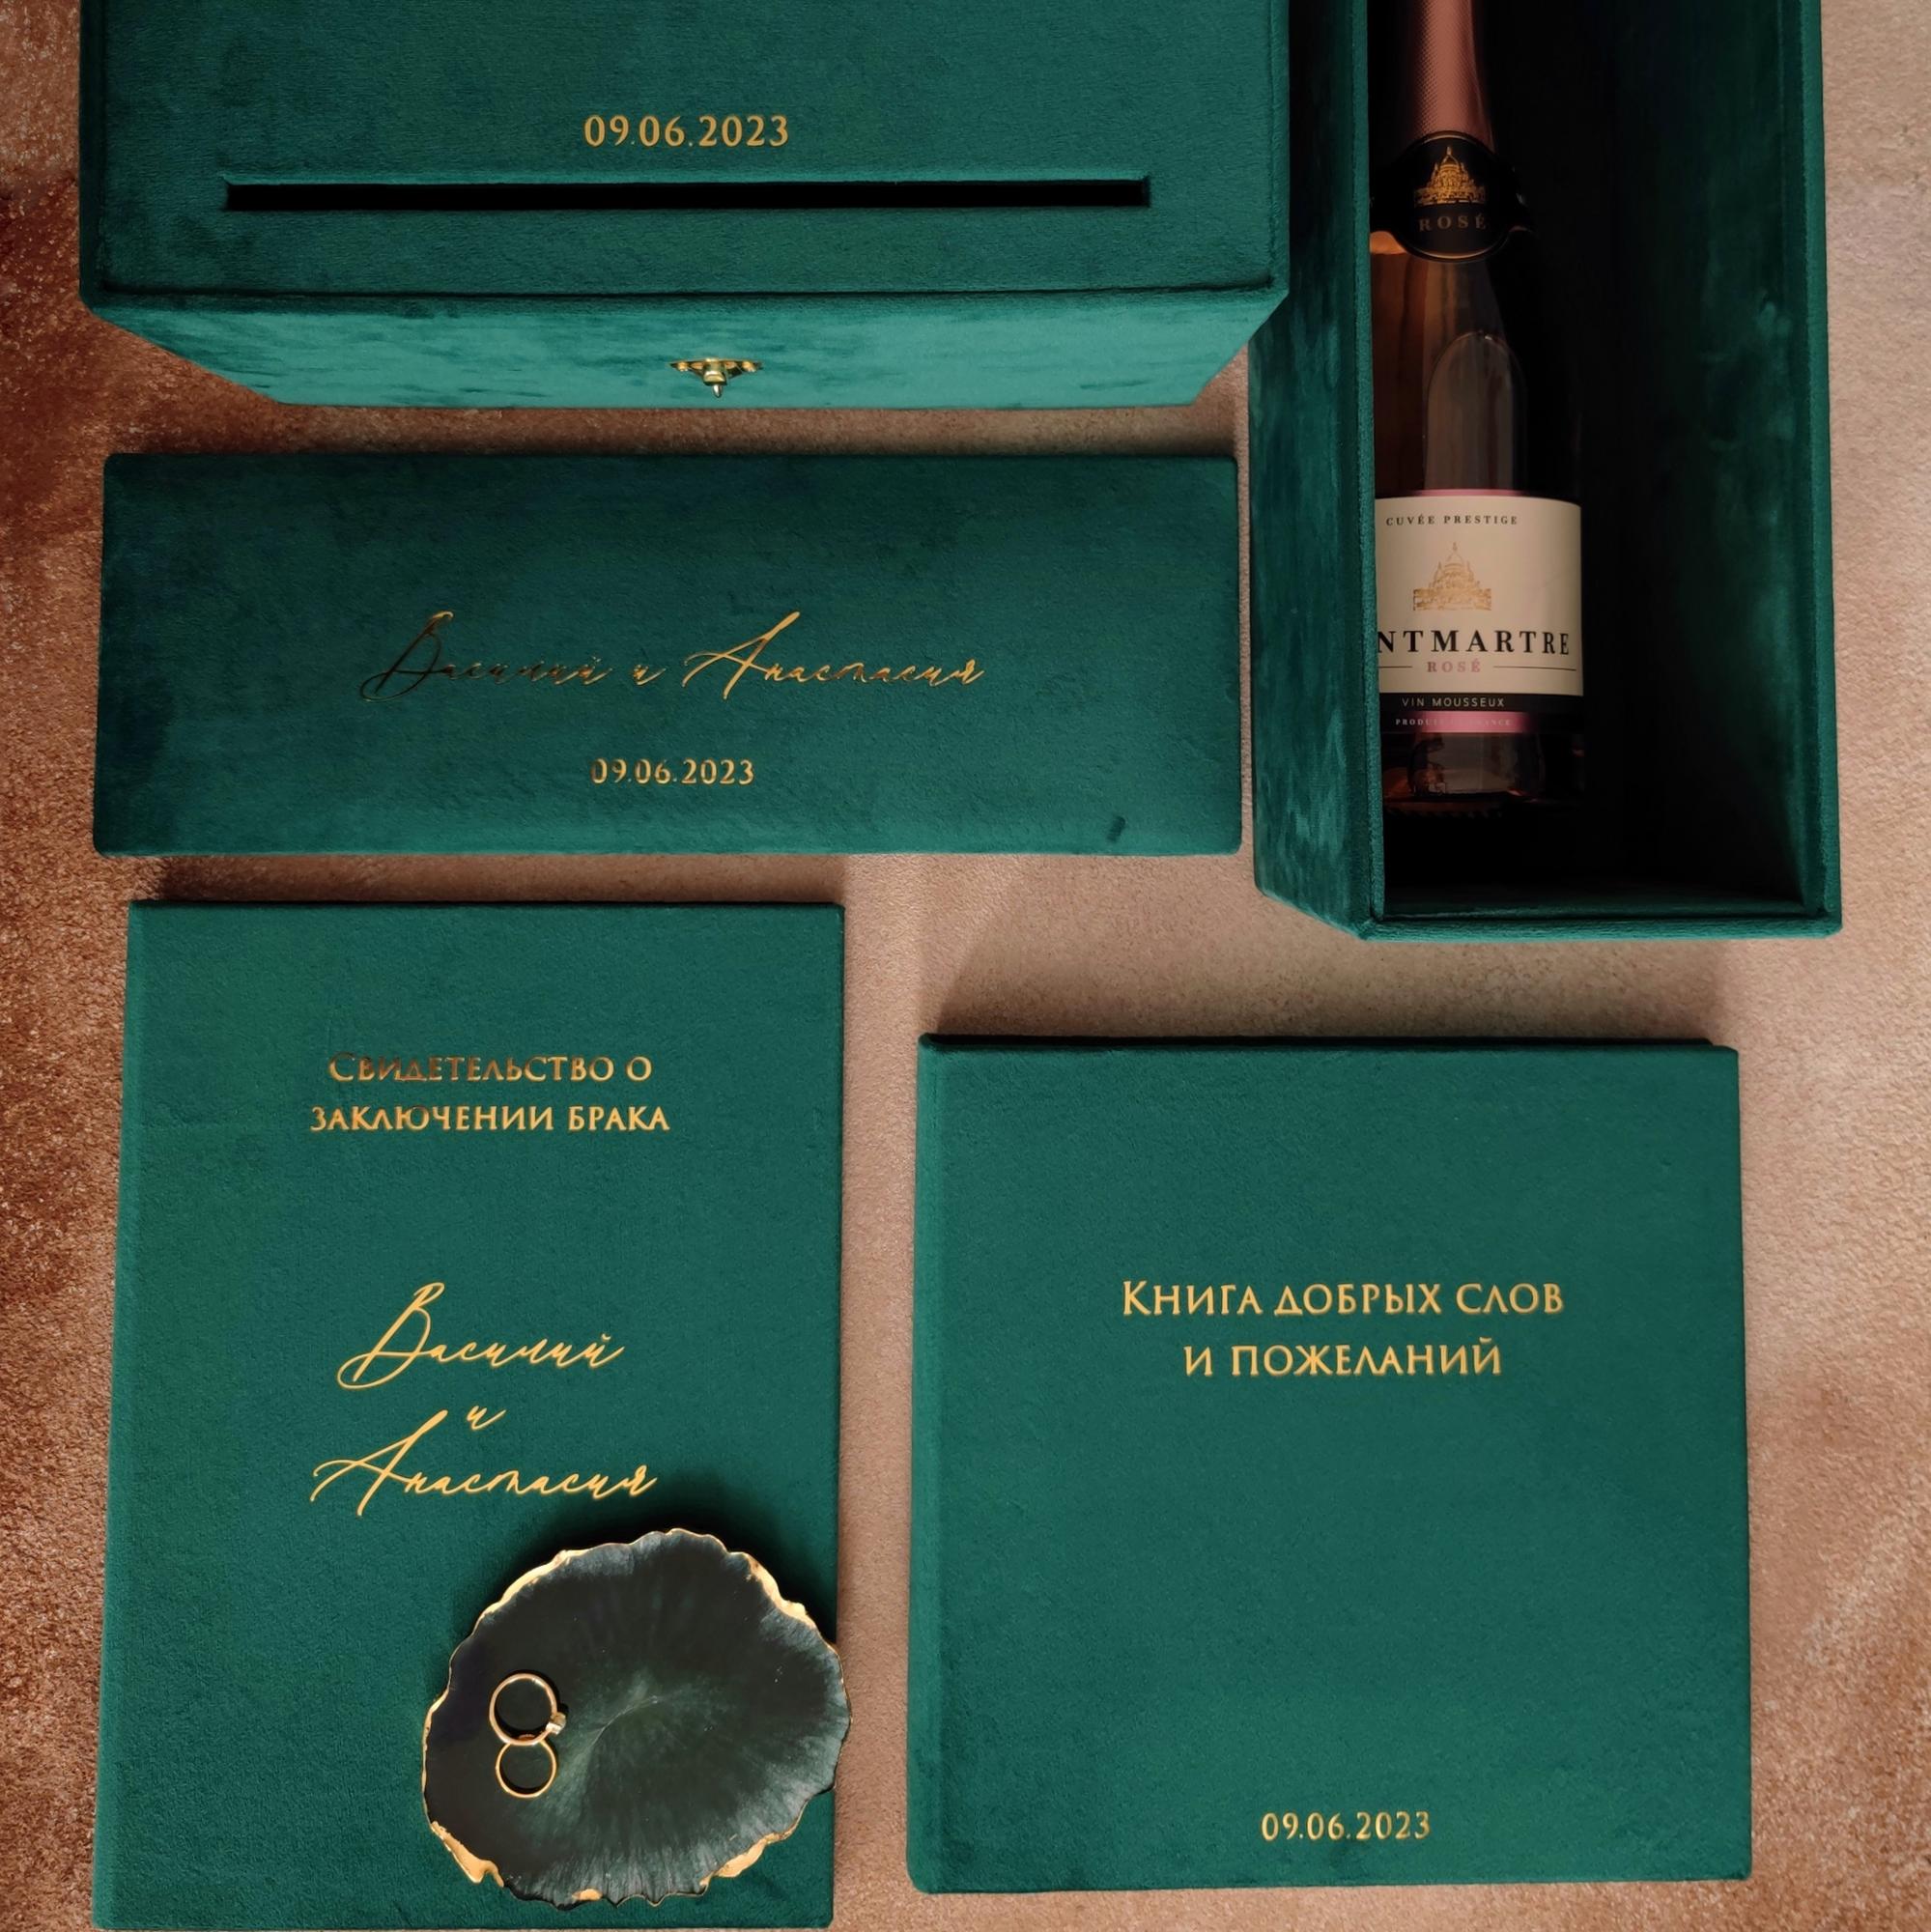 09.06.2023
ROSÉ
CUVÉE PRESTIGE
NTMARTRE
ROSÉ
VIN MOUSSEUX
Василий и Анастасия
09.06.2023
Свидетельство о
заключении брака
Василий
и
Анастасия
Книга добрых слов
и пожеланий
09.06.2023